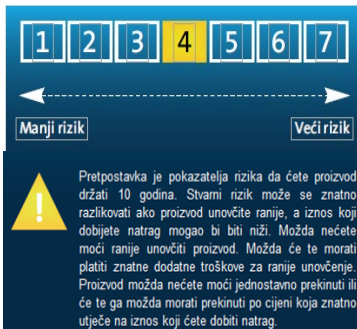 1 2 3 4 5 6 7
Manji rizik Veći rizik
Pretpostavka je pokazatelja rizika da ćete proizvod
držati 10 godina. Stvarni rizik može se znatno
razlikovati ako proizvod unovčite ranije, a iznos koji
dobijete natrag mogao bi biti niži. Možda nećete
moći ranije unovčiti proizvod. Možda će te morati
platiti znatne dodatne troškove za ranije unovčenje.
Proizvod možda nećete moći jednostavno prekinuti ili
će te ga možda morati prekinuti po cijeni koja znatno
utječe na iznos koji ćete dobiti natrag.